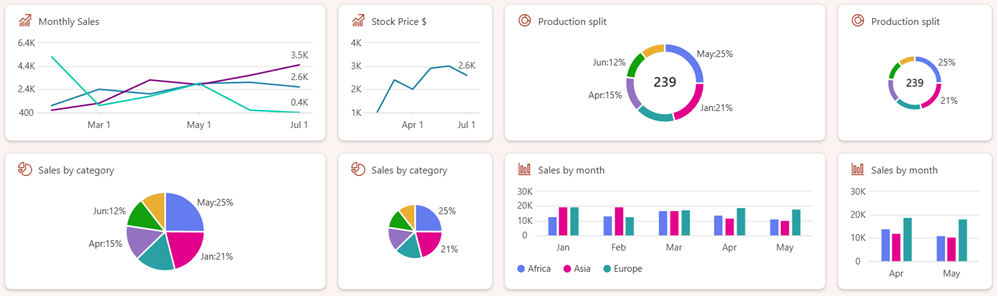 Monthly Sales
6.4K
4.4K
2.4K
400
3.5K
2.6K
0.4K
Mar 1 May 1 Jul 1
Stock Price $
4K
3K
2K
1K
2.6K
Apr 1 Jul 1
Production split
May:25%
Jun:12%
239
Apr:15%
Jan:21%
Production split
25%
239
21%
Sales by category
May:25%
Jun:12%
Apr:15%
Jan:21%
Sales by category
25%
21%
Sales by month
30K
20K
10K
0
Jan Feb Mar Apr May
Africa Asia Europe
Sales by month
30K
20K
10K
0K
Apr May